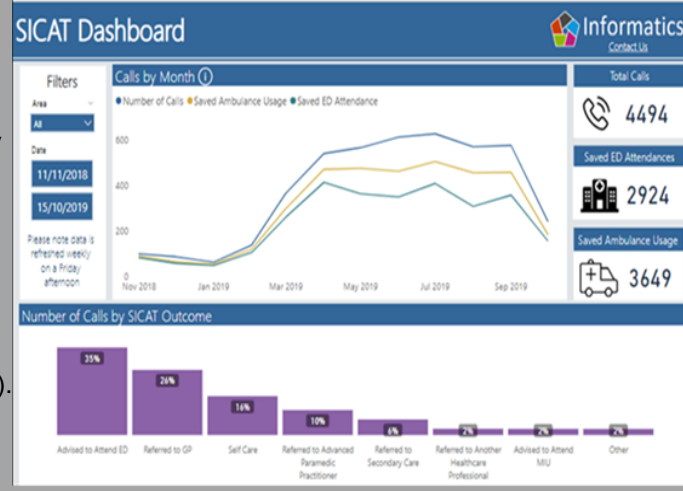 SICAT Dashboard
Informatics
Contact Us
Filters
Area
All
Date
11/11/2018
15/10/2019
Please note data is
refreshed weekly
on a Friday
afternoon
Calls by Month
Number of Calls Saved Ambulance Usage Saved ED Attendance
600
400
200
0
Nov 2018 Jan 2019 Mar 2019 May 2019 Jul 2019 Sep 2019
Total Calls
4494
Saved ED Attendances
2924
Saved Ambulance Usage
3649
Number of Calls by SICAT Outcome
35%
26%
16%
10%
6%
2%
2%
2%
Advised to Attend ED
Referred to GP
Self Care
Referred to Advanced
Paramedic
Practitioner
Referred to
Secondary Care
Referred to Another
Healthcare
Professional
Advised to Attend
MIU
Other
).